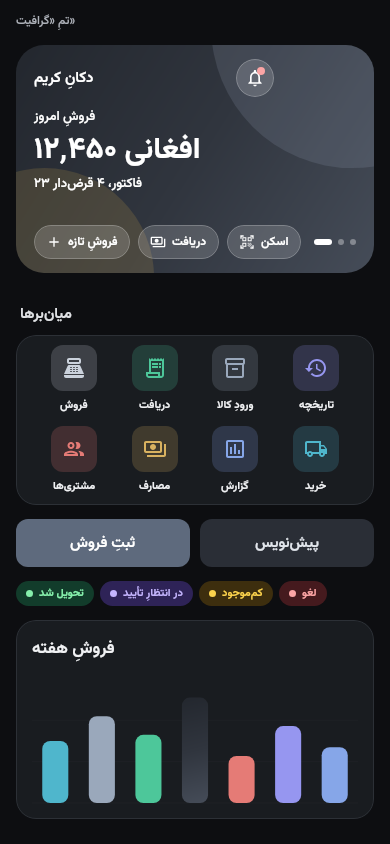 تمِ «گرافیت»
دکانِ کریم
فروشِ امروز
۱۲,۴۵۰ افغانی
۲۳ فاکتور، ۴ قرض‌دار
فروشِ تازه
دریافت
اسکن
میان‌برها
فروش
دریافت
ورودِ کالا
تاریخچه
مشتری‌ها
مصارف
گزارش
خرید
ثبتِ فروش
پیش‌نویس
تحویل شد
در انتظارِ تأیید
کم‌موجود
لغو
فروشِ هفته